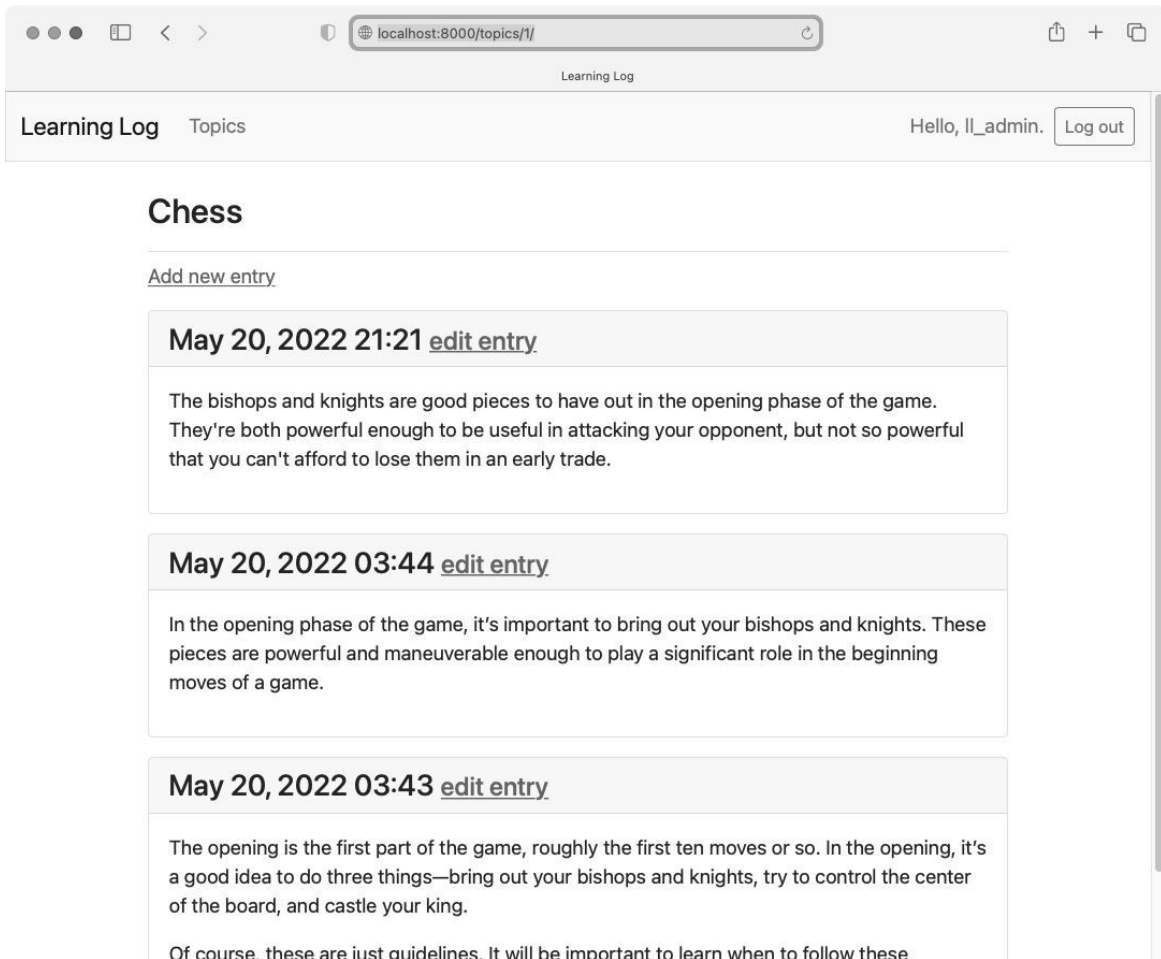 localhost:8000/topics/1/
Learning Log
Learning Log Topics Hello, ll_admin. Log out
Chess
Add new entry
May 20, 2022 21:21 edit entry
The bishops and knights are good pieces to have out in the opening phase of the game.
They're both powerful enough to be useful in attacking your opponent, but not so powerful
that you can't afford to lose them in an early trade.
May 20, 2022 03:44 edit entry
In the opening phase of the game, it’s important to bring out your bishops and knights. These
pieces are powerful and maneuverable enough to play a significant role in the beginning
moves of a game.
May 20, 2022 03:43 edit entry
The opening is the first part of the game, roughly the first ten moves or so. In the opening, it’s
a good idea to do three things—bring out your bishops and knights, try to control the center
of the board, and castle your king.
Of course, these are just guidelines. It will be important to learn when to follow these